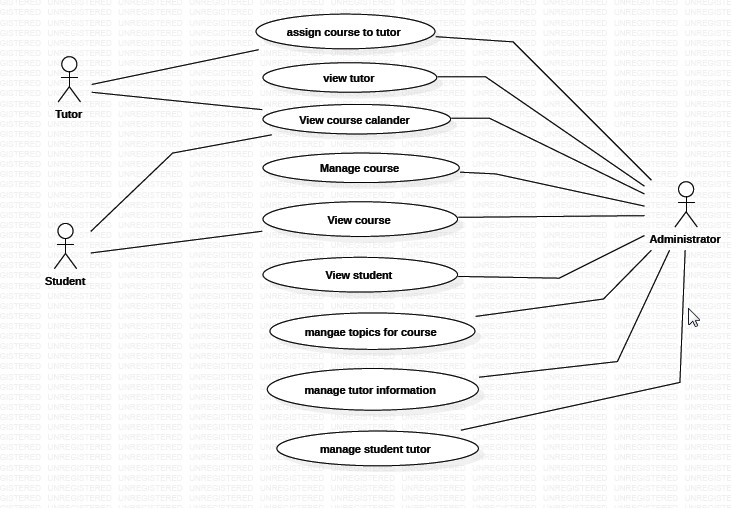 assign course to tutor
view tutor
Tutor
View course calander
Manage course
View course
Administrator
View student
Student
mangae topics for course
manage tutor information
manage student tutor
UNREGISTERED